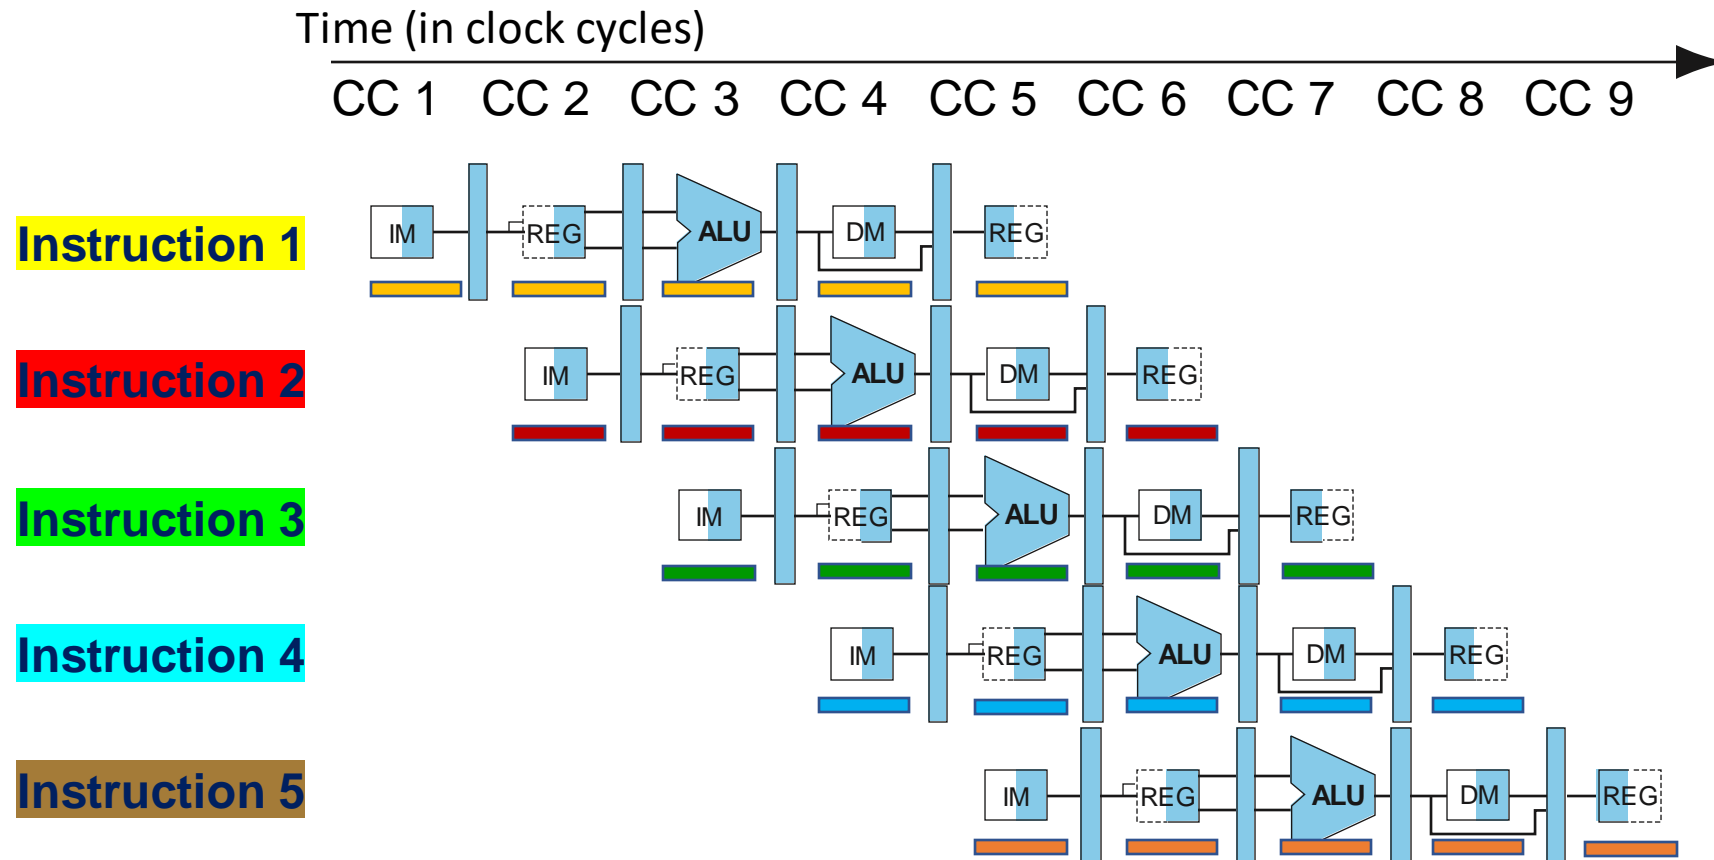 Time (in clock cycles)
CC 1 CC 2 CC 3 CC 4 CC 5 CC 6 CC 7 CC 8 CC 9
Instruction 1 IM REG ALU DM REG
Instruction 2 IM REG ALU DM REG
Instruction 3 IM REG ALU DM REG
Instruction 4 IM REG ALU DM REG
Instruction 5 IM REG ALU DM REG